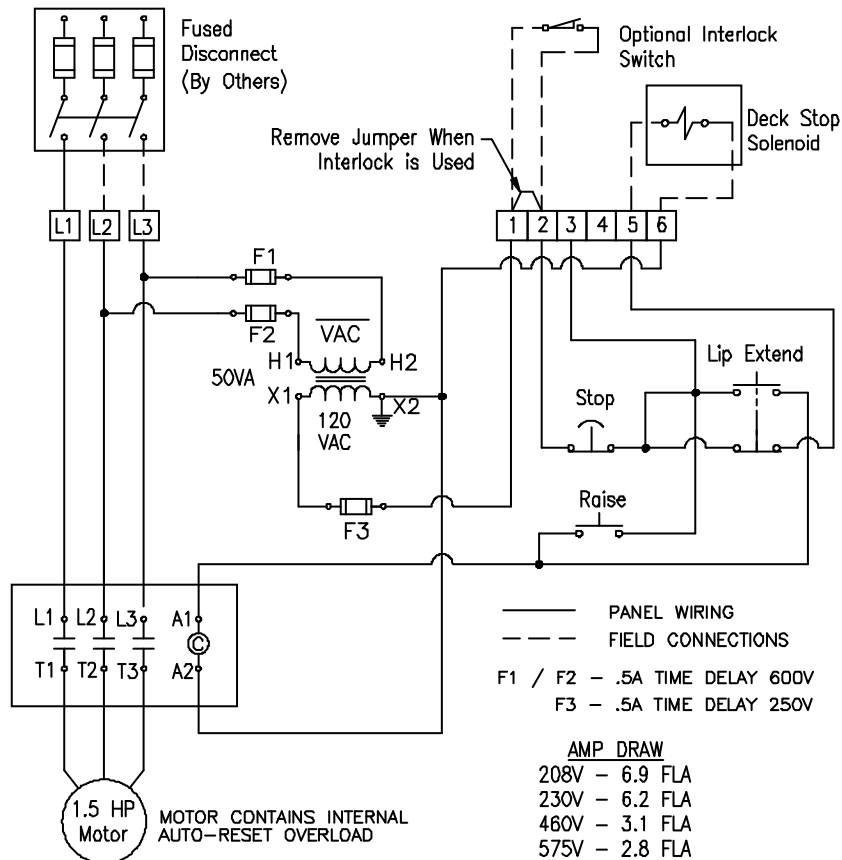 Fused
Disconnect
(By Others)
Optional Interlock
Switch
Deck Stop
Solenoid
Remove Jumper When
Interlock is Used
L1 L2 L3
1 2 3 4 5 6
F1
F2
VAC
H1 H2
50VA
X1 X2
120
VAC
F3
Lip Extend
Stop
Raise
L1 L2 L3 A1
C
T1 T2 T3 A2
PANEL WIRING
FIELD CONNECTIONS
F1 / F2 - .5A TIME DELAY 600V
F3 - .5A TIME DELAY 250V
AMP DRAW
208V - 6.9 FLA
230V - 6.2 FLA
460V - 3.1 FLA
575V - 2.8 FLA
1.5 HP
Motor
MOTOR CONTAINS INTERNAL
AUTO-RESET OVERLOAD